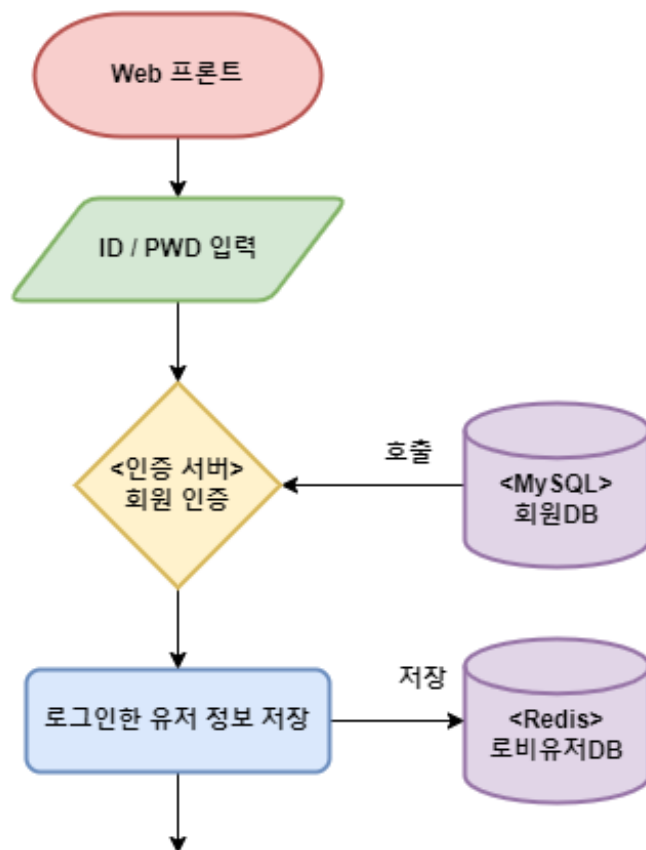 Web 프론트
ID / PWD 입력
<인증 서버>
회원 인증
호출
<MySQL>
회원DB
로그인한 유저 정보 저장
저장
<Redis>
로비유저DB